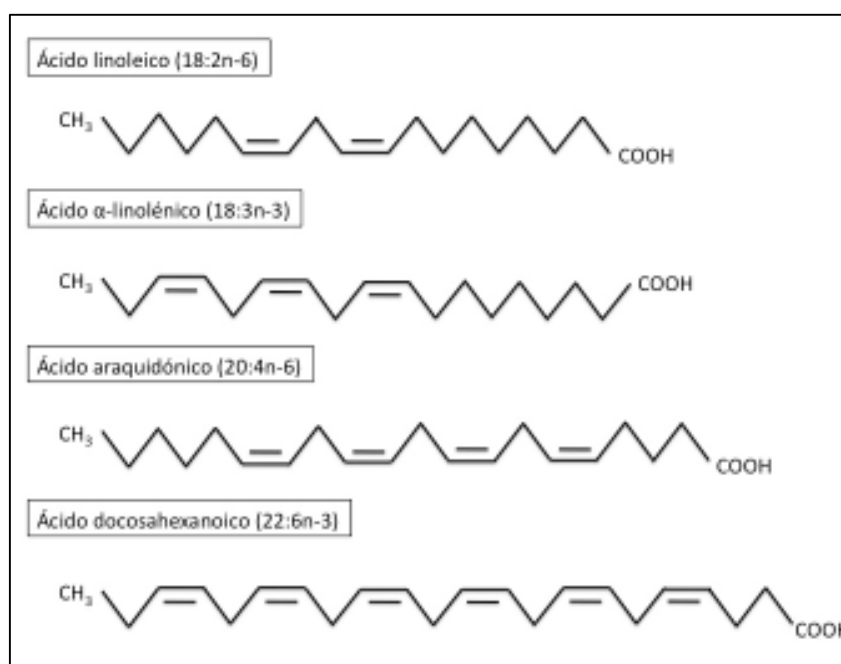 Ácido linoleico (18:2n-6)
CH₃
COOH
Ácido α-linolénico (18:3n-3)
CH₃
COOH
Ácido araquidónico (20:4n-6)
CH₃
COOH
Ácido docosahexanoico (22:6n-3)
CH₃
COOH